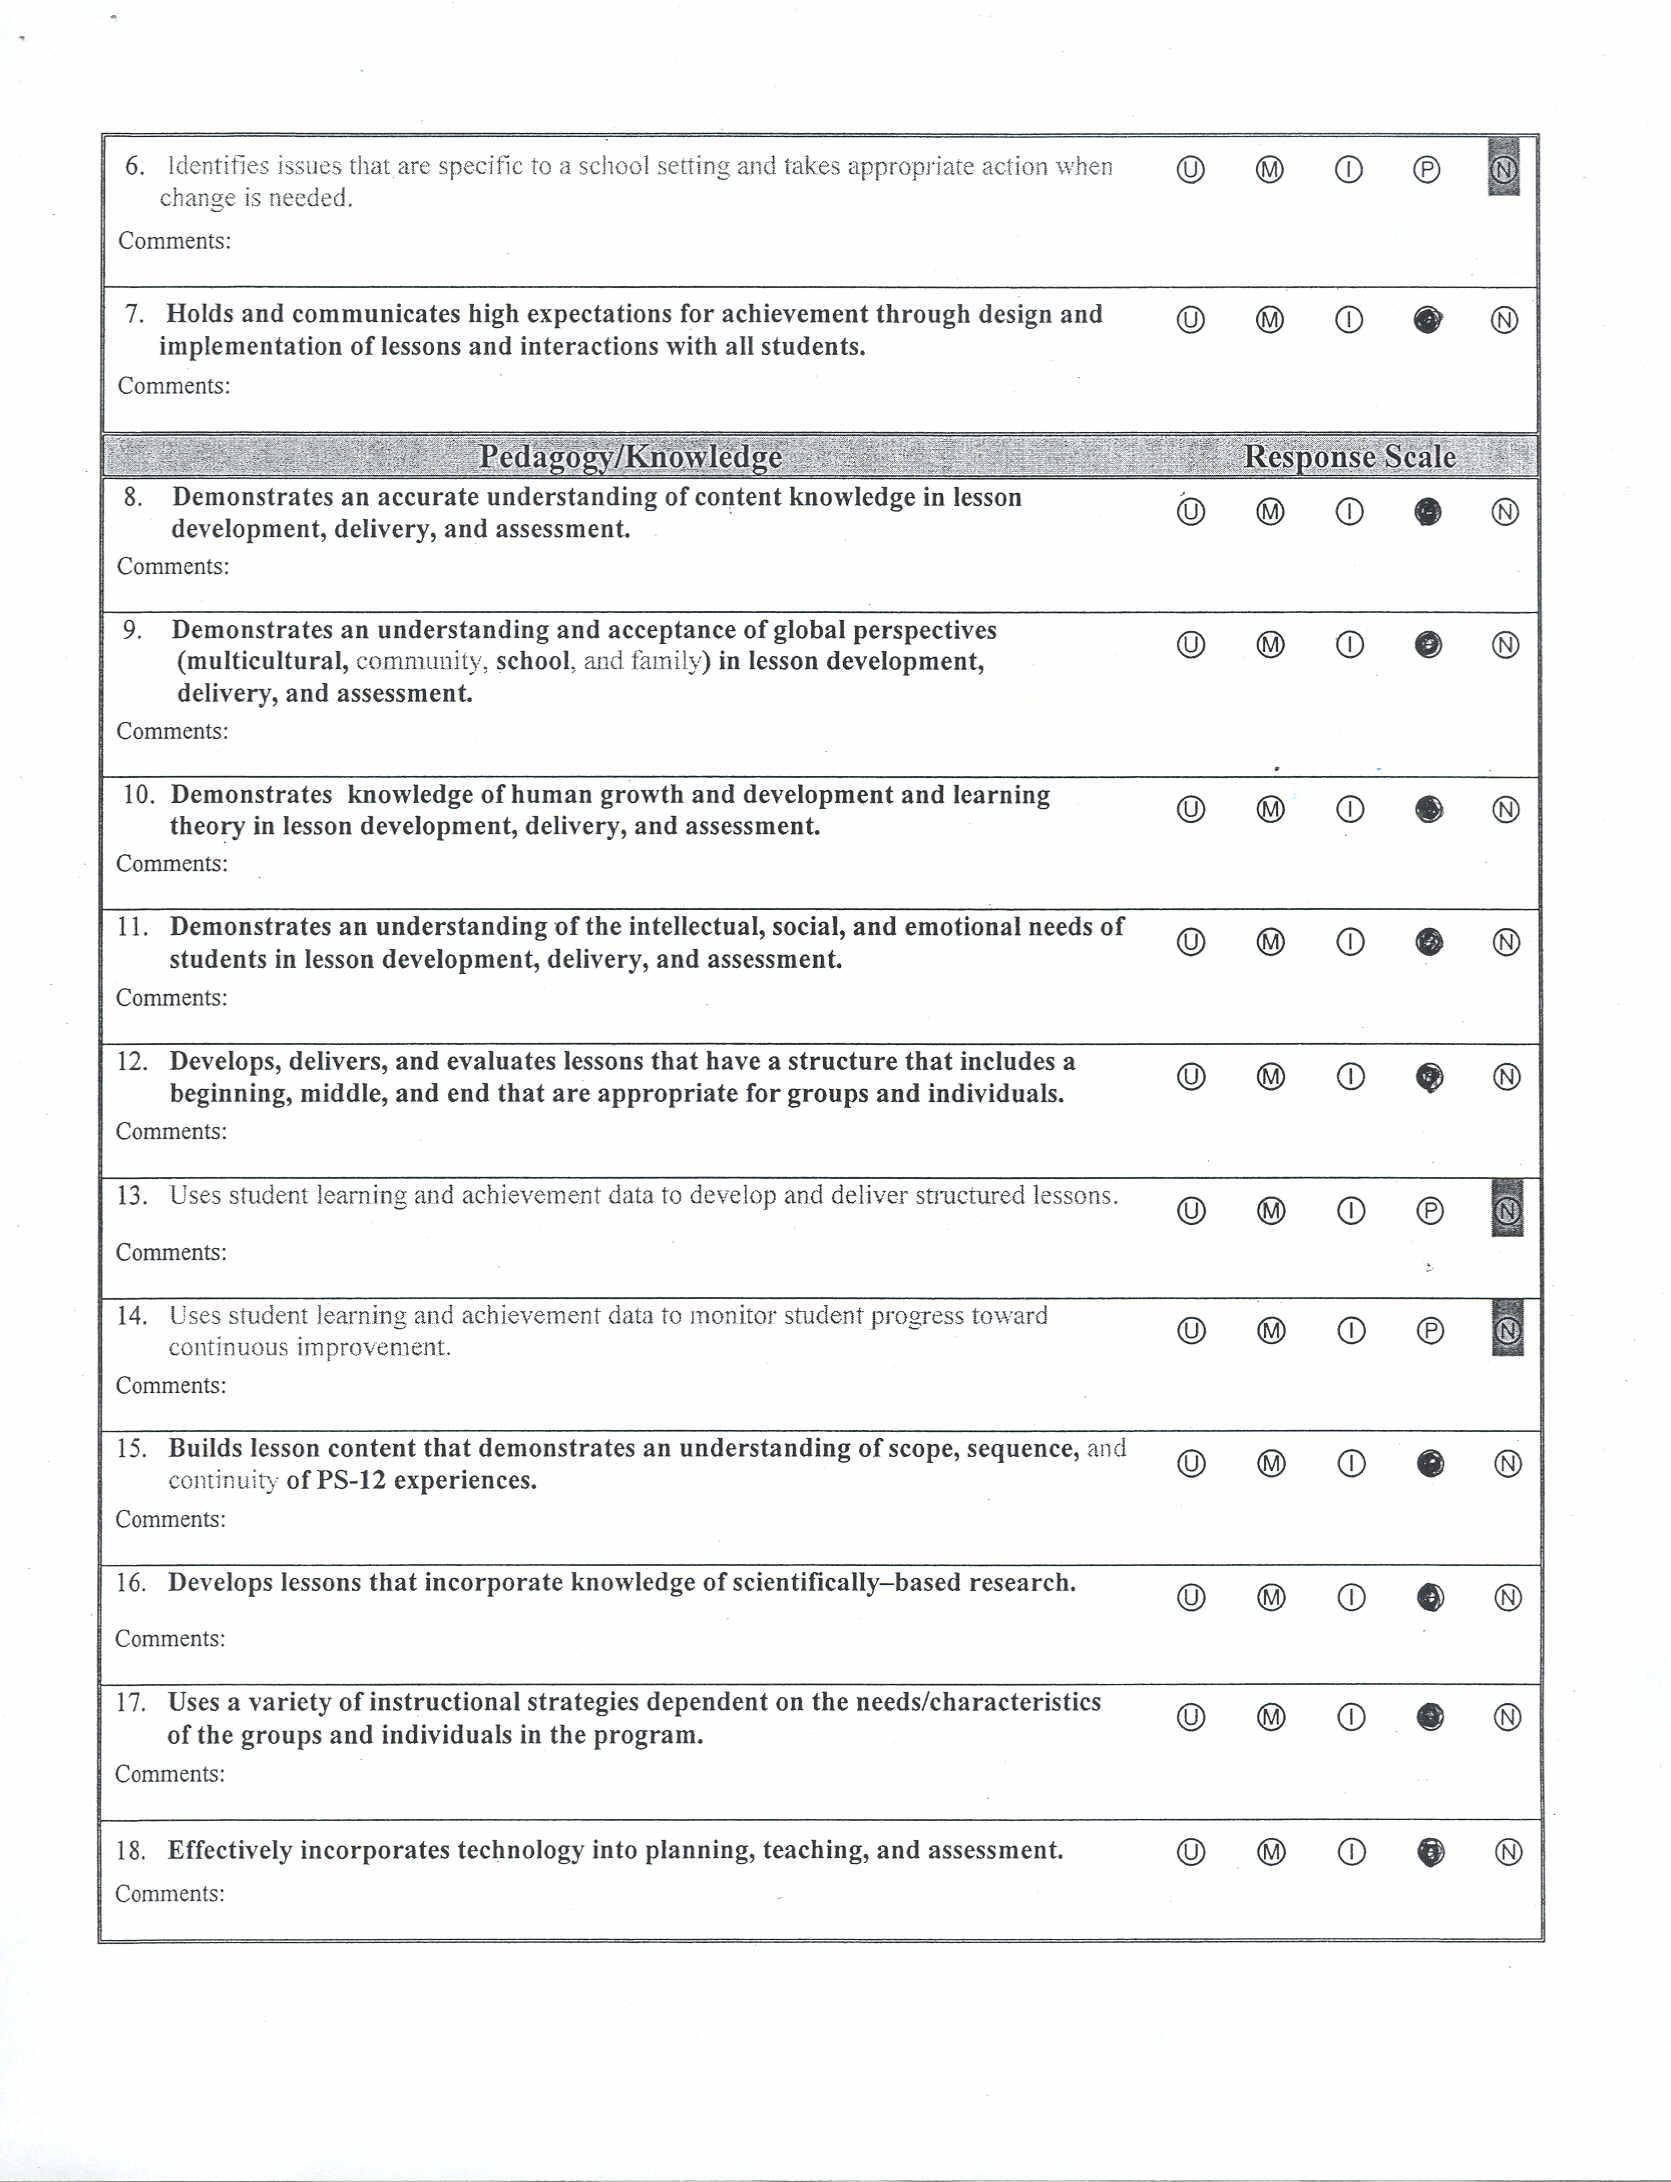 6. Identifies issues that are specific to a school setting and takes appropriate action when U M I P N
change is needed.
Comments:
7. Holds and communicates high expectations for achievement through design and U M I N
implementation of lessons and interactions with all students.
Comments:
Pedagogy/Knowledge Response Scale
8. Demonstrates an accurate understanding of content knowledge in lesson U M I N
development, delivery, and assessment.
Comments:
9. Demonstrates an understanding and acceptance of global perspectives U M I N
(multicultural, community, school, and family) in lesson development,
delivery, and assessment.
Comments:
10. Demonstrates knowledge of human growth and development and learning U M I N
theory in lesson development, delivery, and assessment.
Comments:
11. Demonstrates an understanding of the intellectual, social, and emotional needs of U M I N
students in lesson development, delivery, and assessment.
Comments:
12. Develops, delivers, and evaluates lessons that have a structure that includes a U M I N
beginning, middle, and end that are appropriate for groups and individuals.
Comments:
13. Uses student learning and achievement data to develop and deliver structured lessons. U M I P N
Comments:
14. Uses student learning and achievement data to monitor student progress toward U M I P N
continuous improvement.
Comments:
15. Builds lesson content that demonstrates an understanding of scope, sequence, and U M I N
continuity of PS-12 experiences.
Comments:
16. Develops lessons that incorporate knowledge of scientifically–based research. U M I N
Comments:
17. Uses a variety of instructional strategies dependent on the needs/characteristics U M I N
of the groups and individuals in the program.
Comments:
18. Effectively incorporates technology into planning, teaching, and assessment. U M I N
Comments: